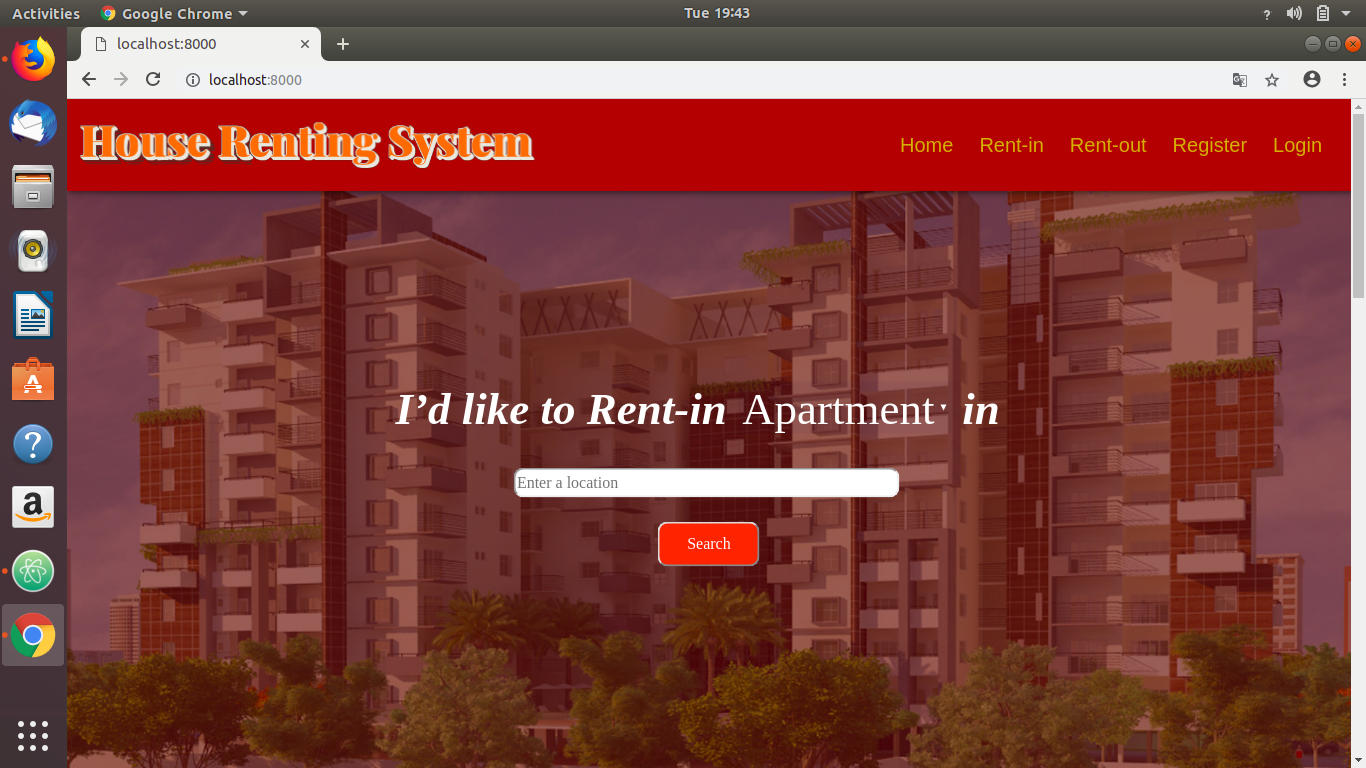 Activities Google Chrome Tue 19:43 ?
localhost:8000
localhost:8000
House Renting System Home Rent-in Rent-out Register Login
I’d like to Rent-in Apartment in
Enter a location
Search